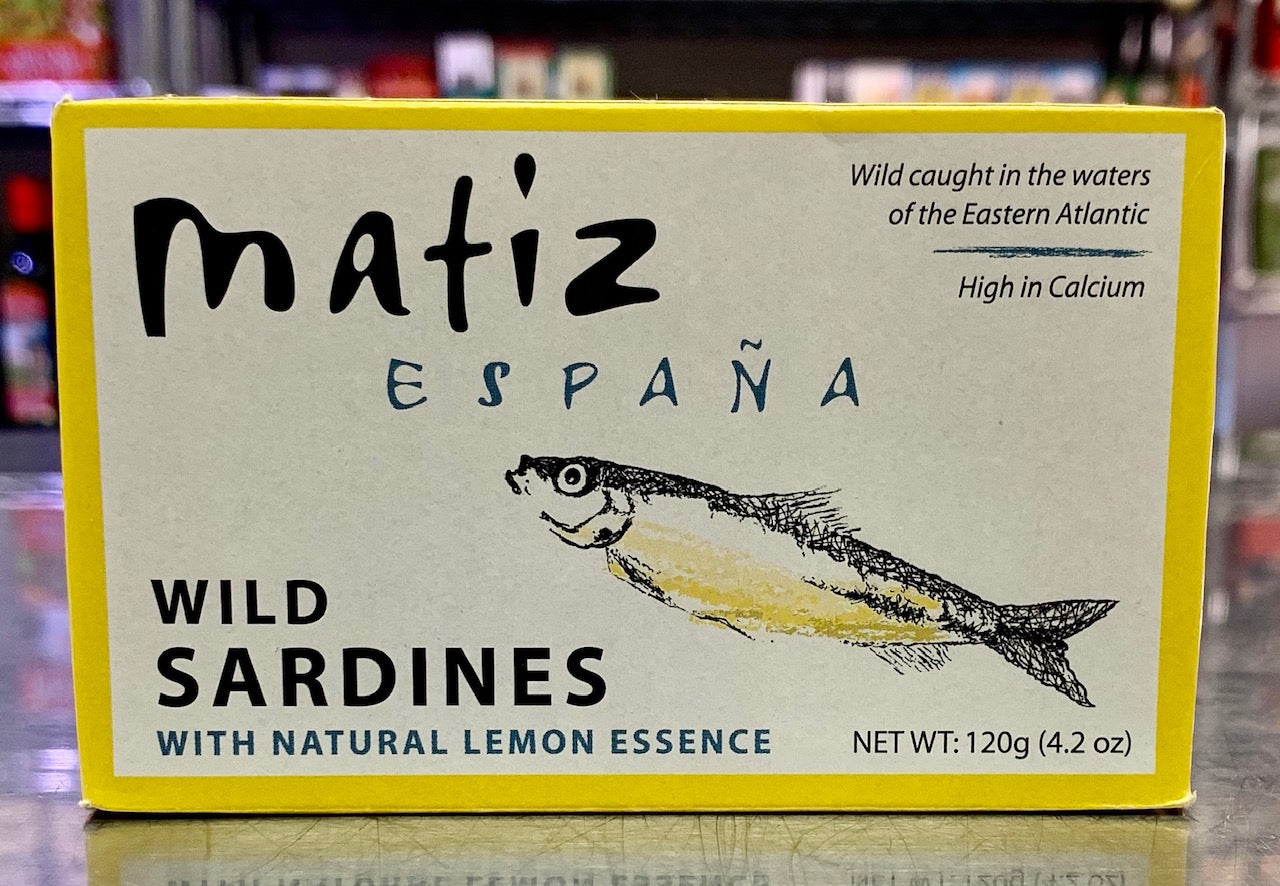 matiz
ESPAÑA
Wild caught in the waters
of the Eastern Atlantic
High in Calcium
WILD
SARDINES
WITH NATURAL LEMON ESSENCE
NET WT: 120g (4.2 oz)